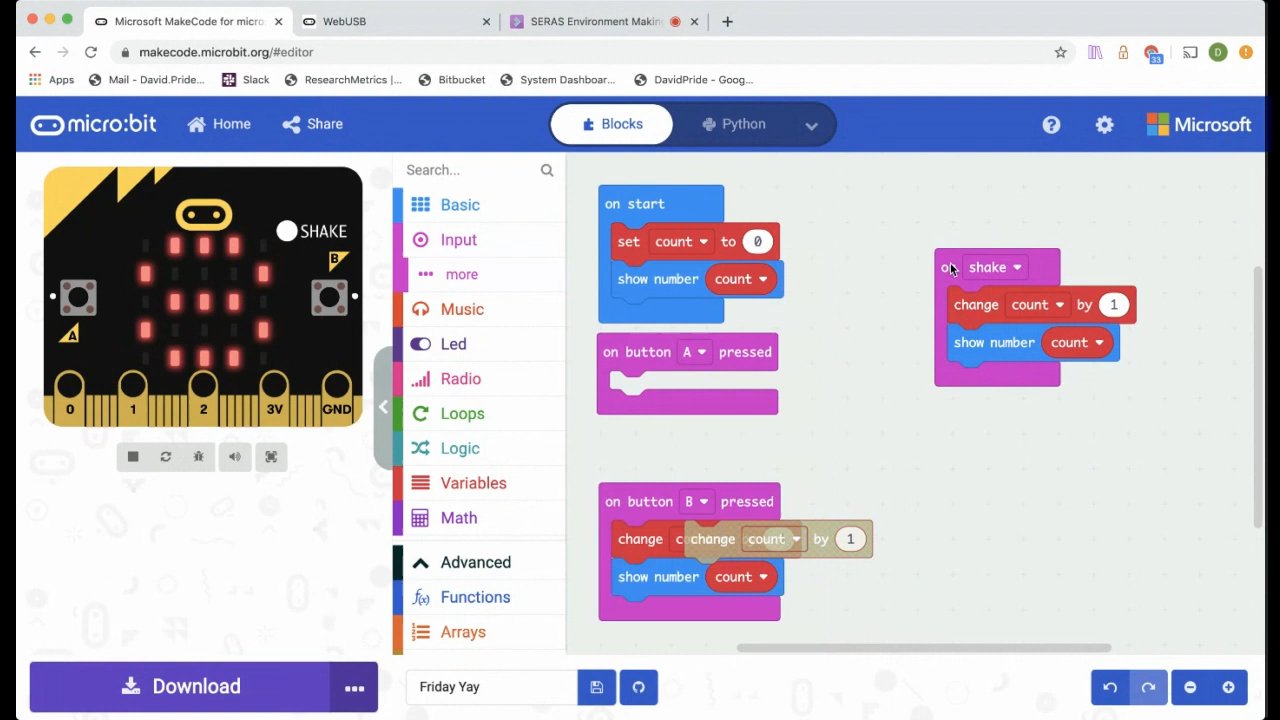 Microsoft MakeCode for micro
WebUSB
SERAS Environment Making
makecode.microbit.org/#editor
D
33
Apps
Mail - David.Pride...
Slack
ResearchMetrics |...
Bitbucket
System Dashboar...
DavidPride - Goog...
micro:bit
Home
Share
Blocks
Python
?
Microsoft
SHAKE
B
A
0 1 2 3V GND
Search...
Basic
Input
more
Music
Led
Radio
Loops
Logic
Variables
Math
Advanced
Functions
Arrays
on start
set count to 0
show number count
on button A pressed
on button B pressed
change
change count by 1
show number count
on shake
change count by 1
show number count
Download
Friday Yay